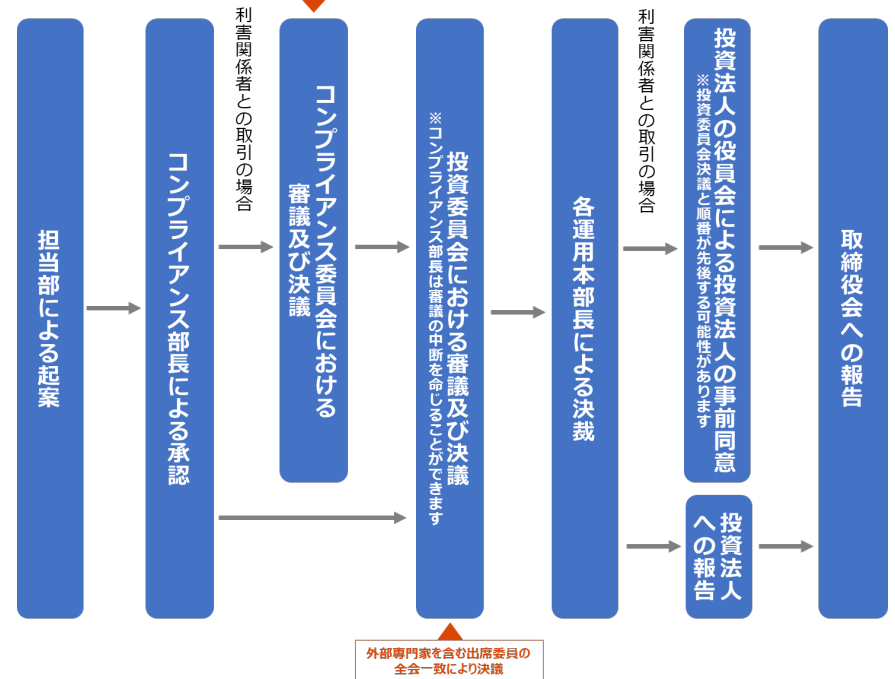 担当部による起案
コンプライアンス部長による承認
利害関係者との取引の場合
コンプライアンス委員会における
審議及び決議
投資委員会における審議及び決議
※コンプライアンス部長は審議の中断を命じることができます
各運用本部長による決裁
利害関係者との取引の場合
投資法人の役員会による投資法人の事前同意
※投資委員会決議と順番が先後する可能性があります
投資法人
への報告
取締役会への報告
外部専門家を含む出席委員の
全会一致により決議